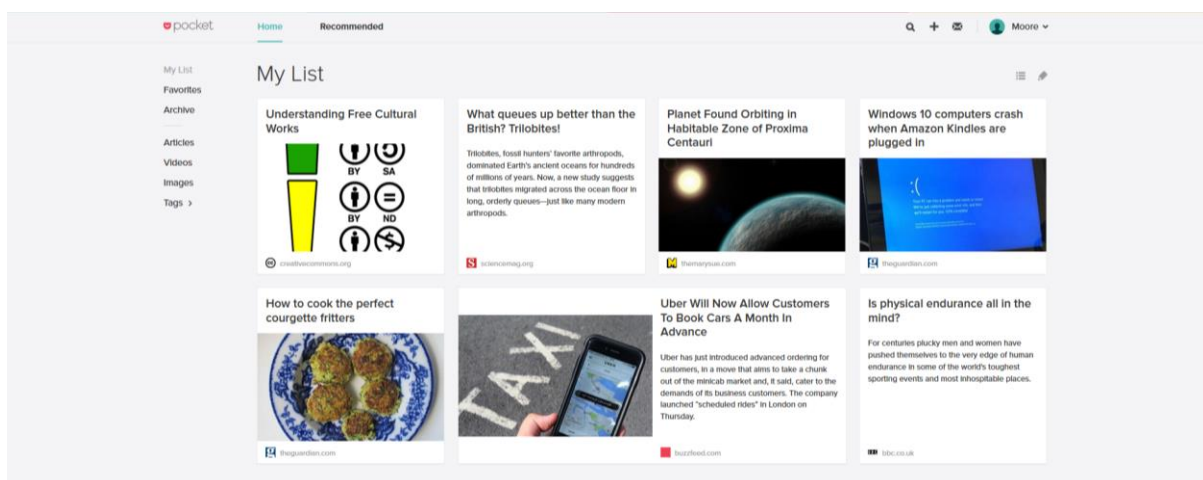 pocket
Home
Recommended
Moore
My List
Favorites
Archive
Articles
Videos
Images
Tags >
My List
Understanding Free Cultural
Works
BY SA
BY ND
BY
creativecommons.org
What queues up better than the
British? Trilobites!
Trilobites, fossil hunters' favorite arthropods,
dominated Earth's ancient oceans for hundreds
of millions of years. Now, a new study suggests
that trilobites migrated across the ocean floor in
long, orderly queues—just like many modern
arthropods.
sciencemag.org
Planet Found Orbiting in
Habitable Zone of Proxima
Centauri
themarysue.com
Windows 10 computers crash
when Amazon Kindles are
plugged in
:(
theguardian.com
How to cook the perfect
courgette fritters
theguardian.com
TAXI
Uber Will Now Allow Customers
To Book Cars A Month In
Advance
Uber has just introduced advanced ordering for
customers, in a move that aims to take a chunk
out of the minicab market and, it said, cater to the
demands of its business customers. The company
launched "scheduled rides" in London on
Thursday.
buzzfeed.com
Is physical endurance all in the
mind?
For centuries plucky men and women have
pushed themselves to the very edge of human
endurance in some of the world's toughest
sporting events and most inhospitable places.
bbc.co.uk